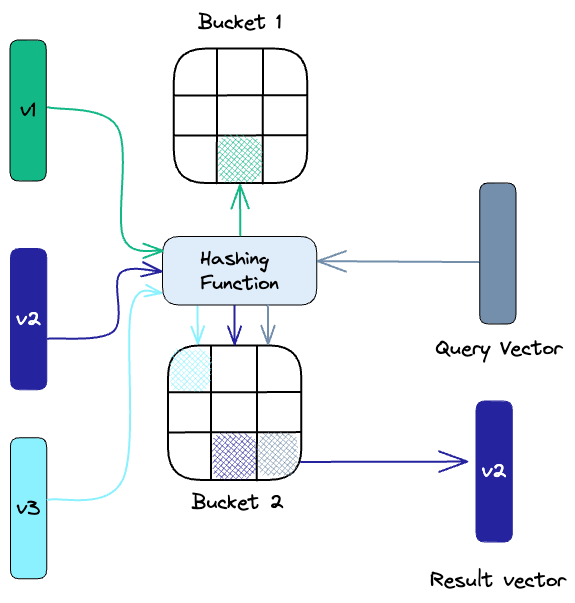 Bucket 1
v1
Hashing
Function
v2
Query Vector
v3
Bucket 2
v2
Result vector